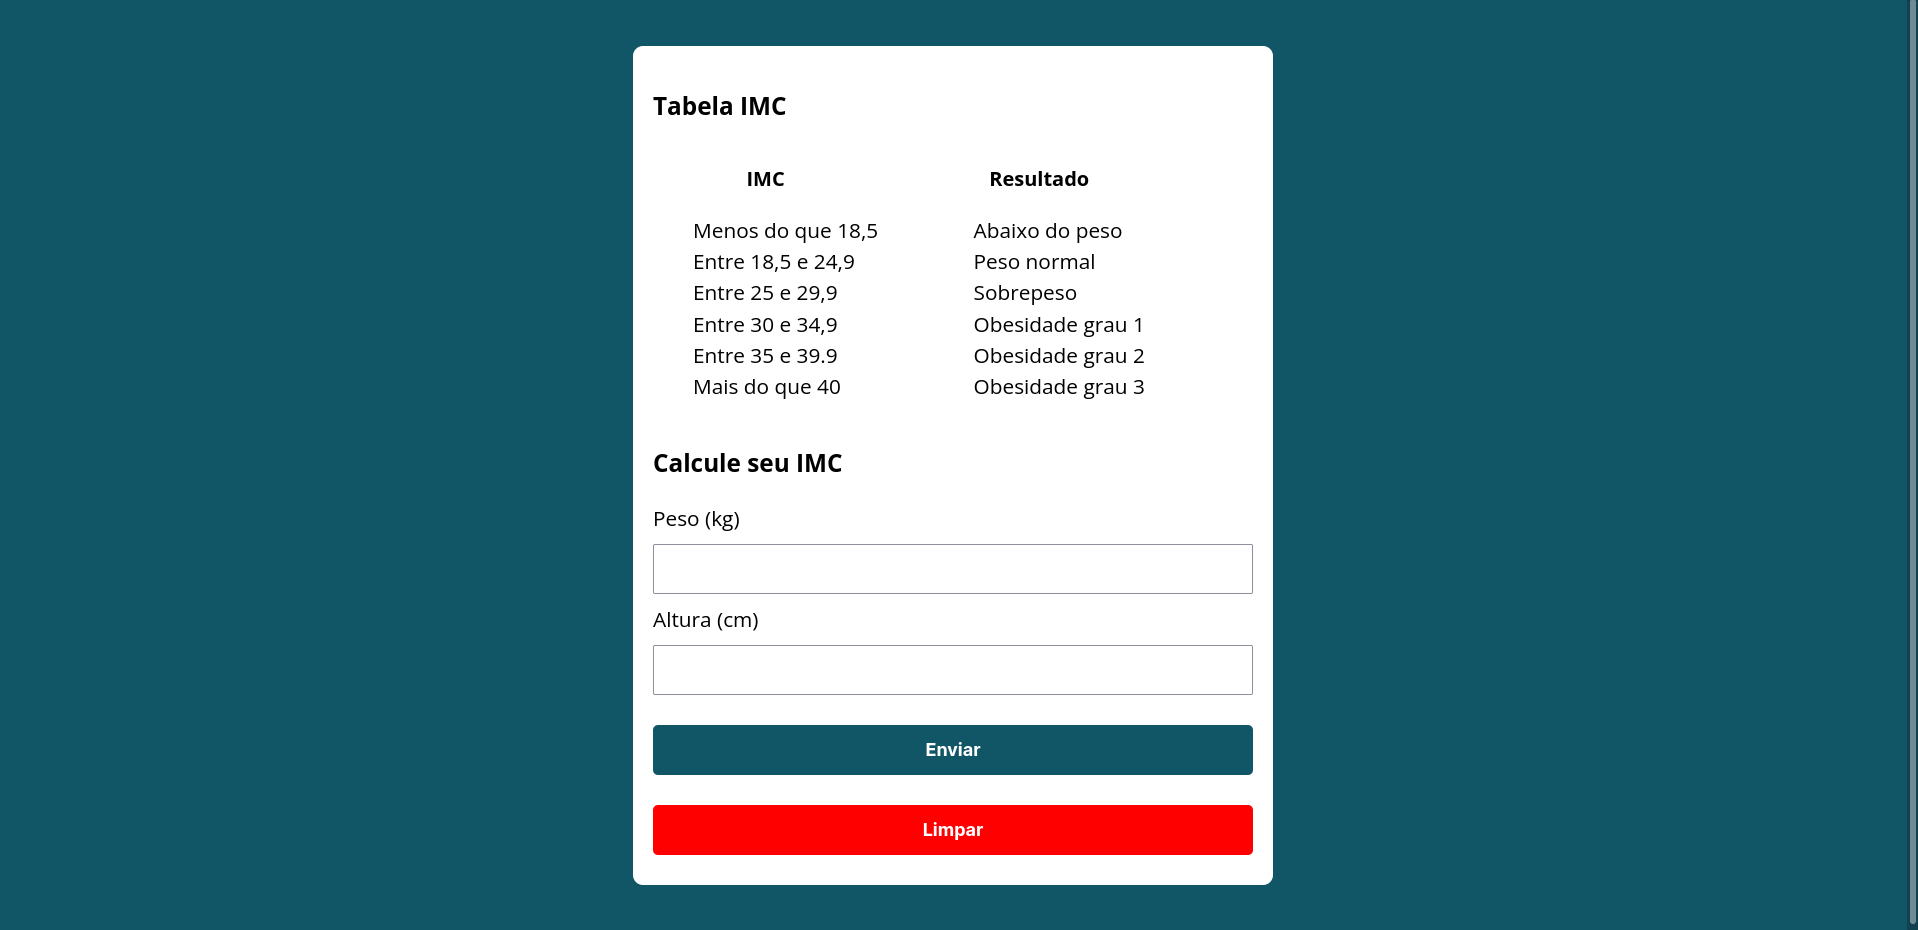 Tabela IMC
IMC Resultado
Menos do que 18,5 Abaixo do peso
Entre 18,5 e 24,9 Peso normal
Entre 25 e 29,9 Sobrepeso
Entre 30 e 34,9 Obesidade grau 1
Entre 35 e 39.9 Obesidade grau 2
Mais do que 40 Obesidade grau 3
Calcule seu IMC
Peso (kg)
Altura (cm)
Enviar
Limpar